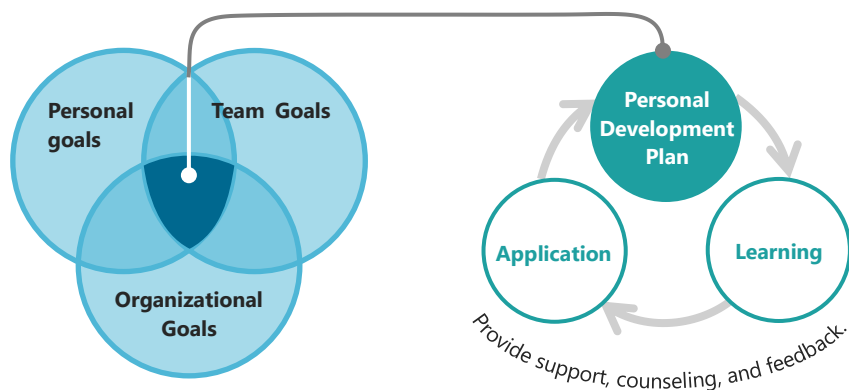 Personal
goals
Team Goals
Organizational
Goals
Personal
Development
Plan
Application
Learning
Provide support, counseling, and feedback.